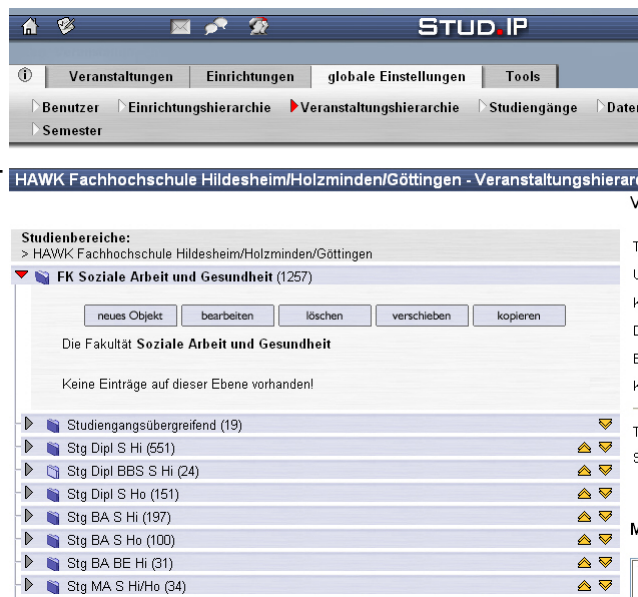 STUD.IP
Veranstaltungen Einrichtungen globale Einstellungen Tools
Benutzer Einrichtungshierarchie Veranstaltungshierarchie Studiengänge
Semester
HAWK Fachhochschule Hildesheim/Holzminden/Göttingen - Veranstaltungshierar
Studienbereiche:
> HAWK Fachhochschule Hildesheim/Holzminden/Göttingen
FK Soziale Arbeit und Gesundheit (1257)
neues Objekt bearbeiten löschen verschieben kopieren
Die Fakultät Soziale Arbeit und Gesundheit
Keine Einträge auf dieser Ebene vorhanden!
Studiengangsübergreifend (19)
Stg Dipl S Hi (551)
Stg Dipl BBS S Hi (24)
Stg Dipl S Ho (151)
Stg BA S Hi (197)
Stg BA S Ho (100)
Stg BA BE Hi (31)
Stg MA S Hi/Ho (34)